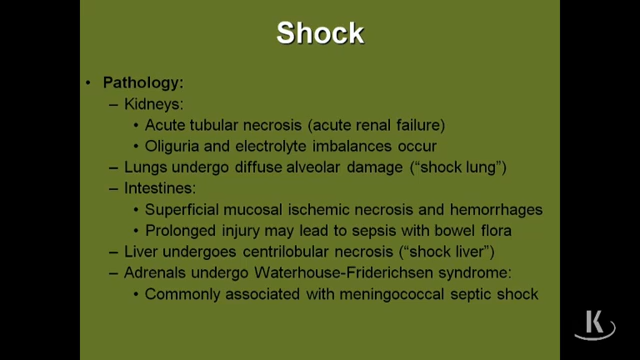 Shock
• Pathology:
– Kidneys:
• Acute tubular necrosis (acute renal failure)
• Oliguria and electrolyte imbalances occur
– Lungs undergo diffuse alveolar damage (“shock lung”)
– Intestines:
• Superficial mucosal ischemic necrosis and hemorrhages
• Prolonged injury may lead to sepsis with bowel flora
– Liver undergoes centrilobular necrosis (“shock liver”)
– Adrenals undergo Waterhouse-Friderichsen syndrome:
• Commonly associated with meningococcal septic shock
K